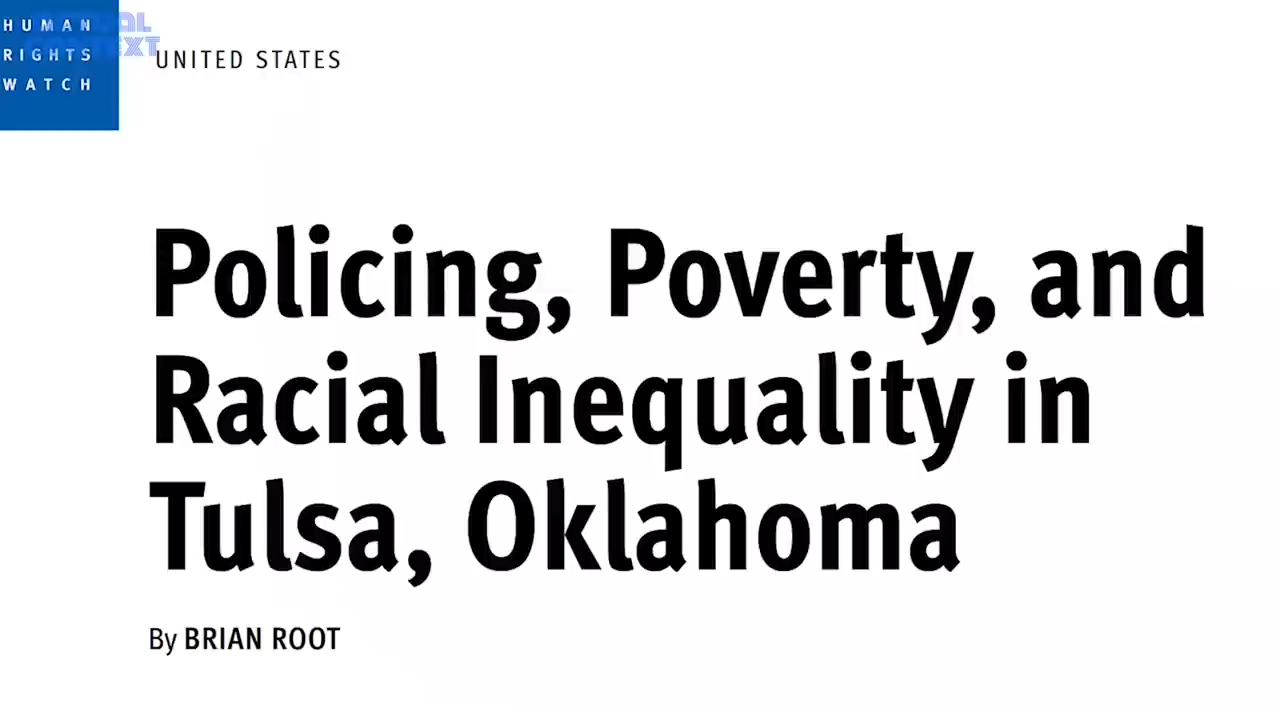 HUMAN
RIGHTS
WATCH
UNITED STATES
Policing, Poverty, and
Racial Inequality in
Tulsa, Oklahoma
By BRIAN ROOT